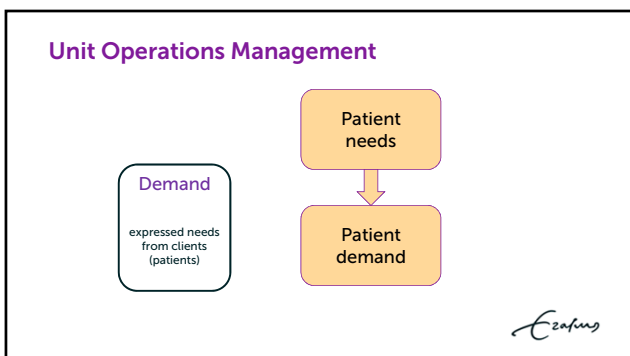 Unit Operations Management
Patient
needs
Demand
expressed needs
from clients
(patients)
Patient
demand
Erasmus